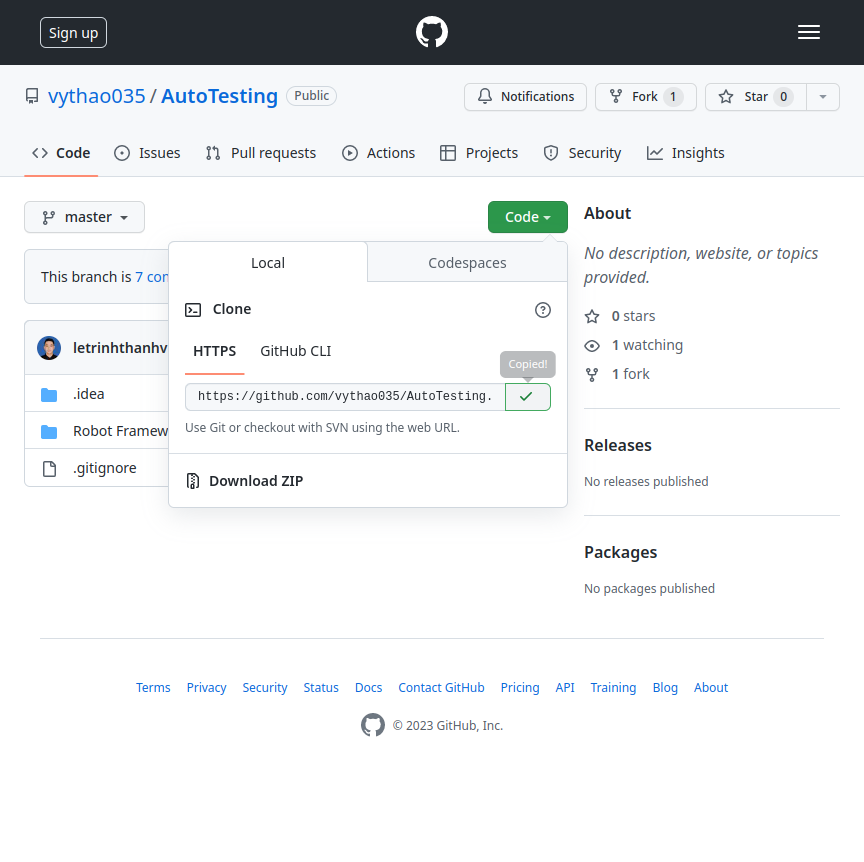 Sign up
vythao035 / AutoTesting Public
Notifications
Fork 1
Star 0
Code
Issues
Pull requests
Actions
Projects
Security
Insights
master
Code
About
No description, website, or topics
provided.
0 stars
1 watching
1 fork
Releases
No releases published
Packages
No packages published
This branch is 7 con
letrinhthanhv
.idea
Robot Framew
.gitignore
Local
Codespaces
Clone
HTTPS
GitHub CLI
Copied!
https://github.com/vythao035/AutoTesting.
Use Git or checkout with SVN using the web URL.
Download ZIP
Terms Privacy Security Status Docs Contact GitHub Pricing API Training Blog About
© 2023 GitHub, Inc.